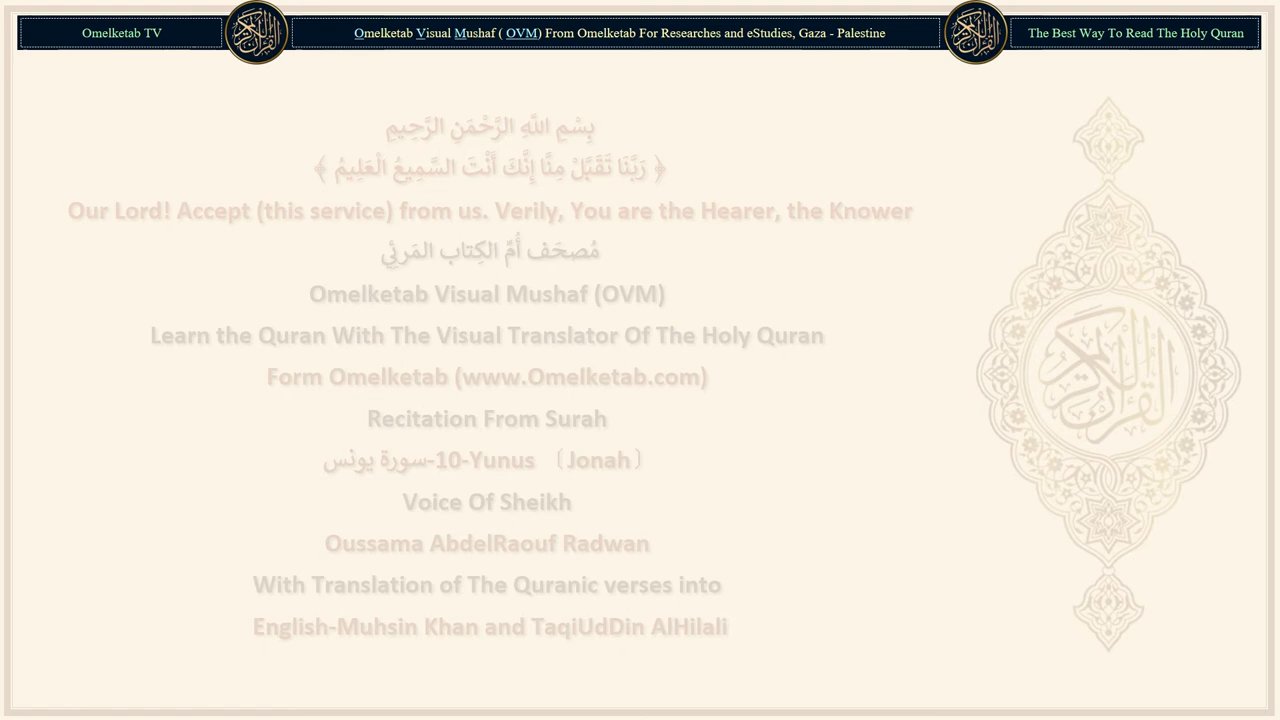 Omelketab TV
Omelketab Visual Mushaf ( OVM) From Omelketab For Researches and eStudies, Gaza - Palestine
The Best Way To Read The Holy Quran
بِسْمِ اللَّهِ الرَّحْمَنِ الرَّحِيمِ
﴿ رَبَّنَا تَقَبَّلْ مِنَّا إِنَّكَ أَنْتَ السَّمِيعُ الْعَلِيمُ ﴾
Our Lord! Accept (this service) from us. Verily, You are the Hearer, the Knower
مُصحَف أُمِّ الكِتابِ المَرئِي
Omelketab Visual Mushaf (OVM)
Learn the Quran With The Visual Translator Of The Holy Quran
Form Omelketab (www.Omelketab.com)
Recitation From Surah
سورة يونس-10-Yunus 〔Jonah〕
Voice Of Sheikh
Oussama AbdelRaouf Radwan
With Translation of The Quranic verses into
English-Muhsin Khan and TaqiUdDin AlHilali
القرآن الكريم